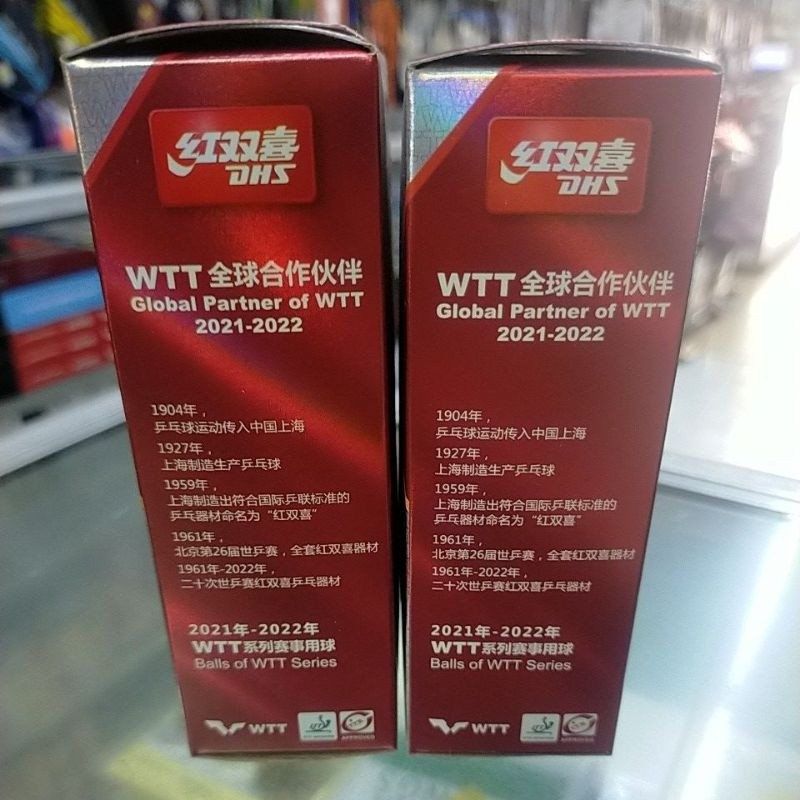 红双喜
DHS
WTT 全球合作伙伴
Global Partner of WTT
2021-2022
1904年，
乒乓球运动传入中国上海
1927年，
上海制造生产乒乓球
1959年，
上海制造出符合国际乒联标准的
乒乓器材命名为“红双喜”
1961年，
北京第26届世乒赛，全套红双喜器材
1961年-2022年，
二十次世乒赛红双喜乒乓器材
2021年-2022年
WTT系列赛事用球
Balls of WTT Series
WTT
APPROVED
红双喜
DHS
WTT 全球合作伙伴
Global Partner of WTT
2021-2022
1904年，
乒乓球运动传入中国上海
1927年，
上海制造生产乒乓球
1959年，
上海制造出符合国际乒联标准的
乒乓器材命名为“红双喜”
1961年，
北京第26届世乒赛，全套红双喜器材
1961年-2022年，
二十次世乒赛红双喜乒乓器材
2021年-2022年
WTT系列赛事用球
Balls of WTT Series
WTT
APPROVED